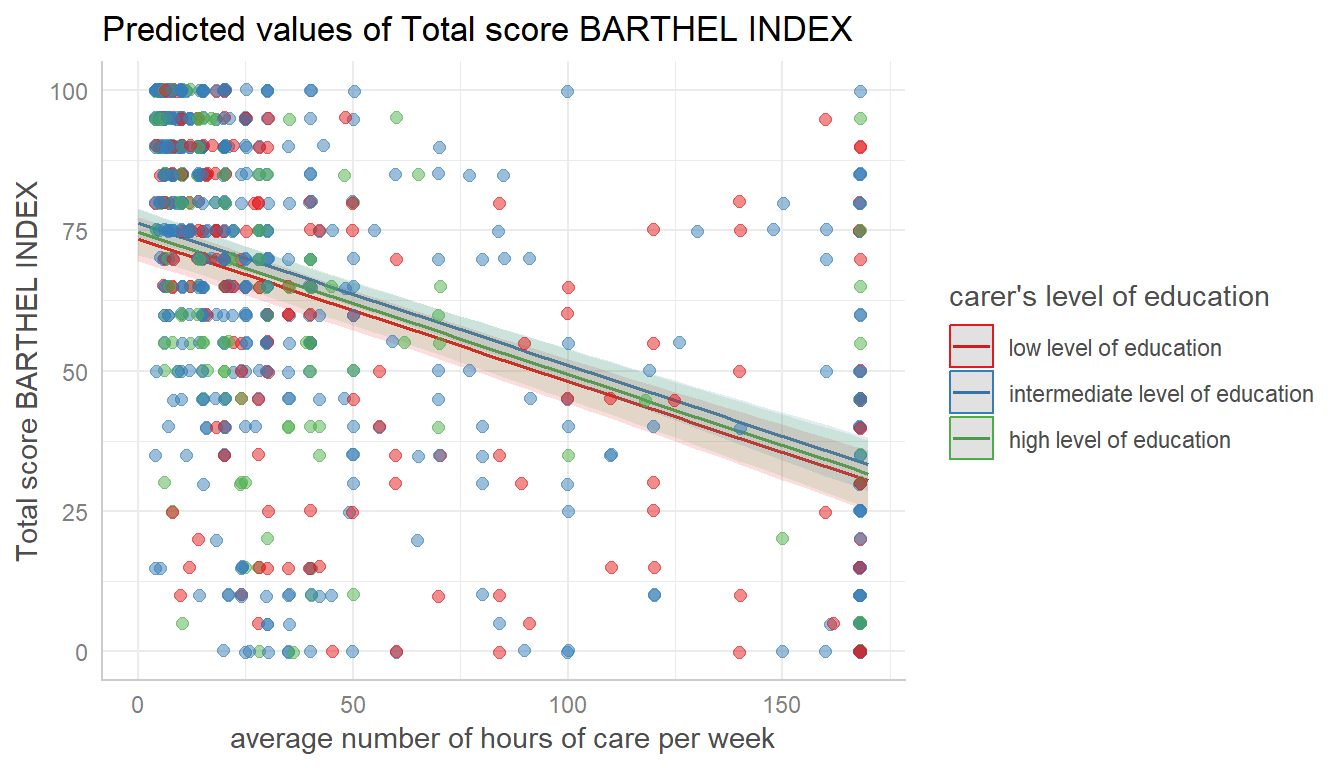 Predicted values of Total score BARTHEL INDEX
Total score BARTHEL INDEX
100
75
50
25
0
0
50
100
150
average number of hours of care per week
carer's level of education
low level of education
intermediate level of education
high level of education